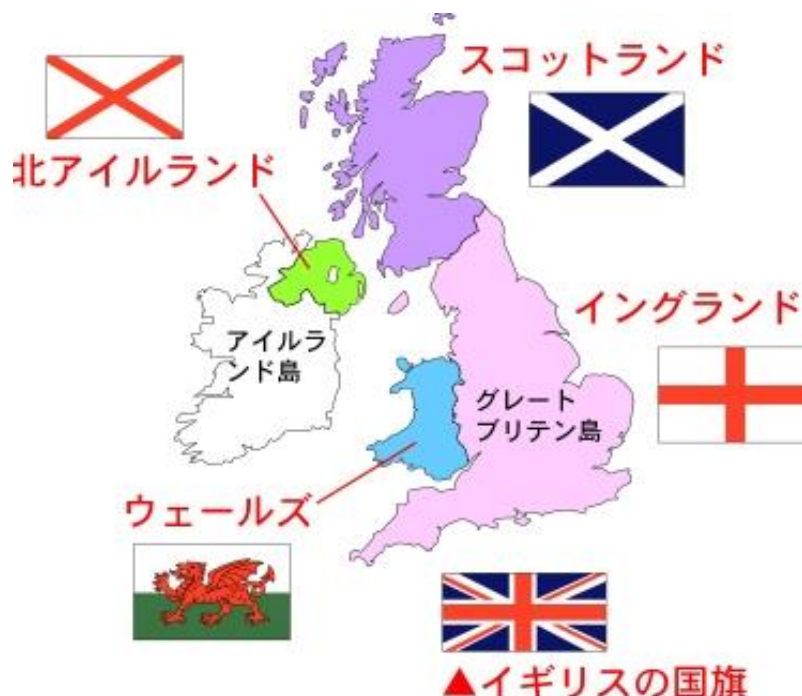 スコットランド
北アイルランド
イングランド
アイルラ
ンド島
グレート
ブリテン島
ウェールズ
▲イギリスの国旗